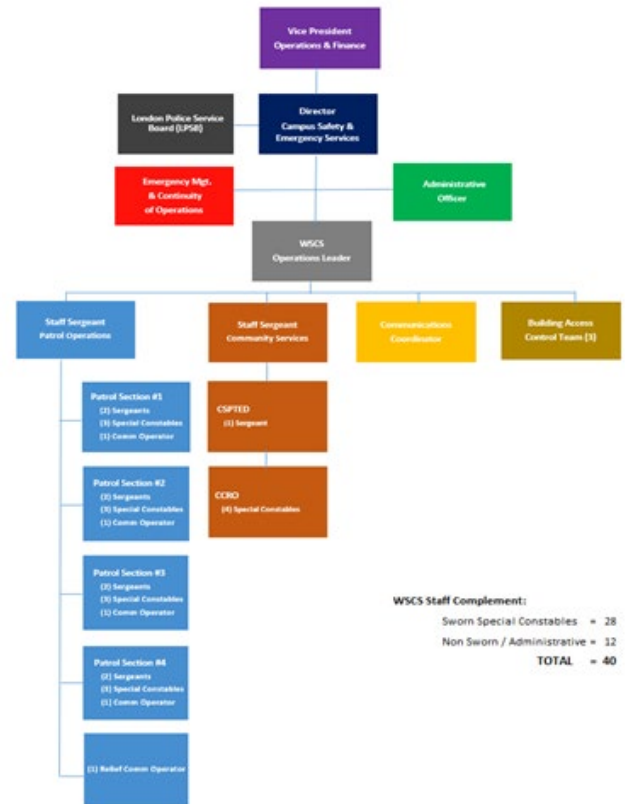 Vice President
Operations & Finance
London Police Service
Board (LPSB)
Director
Campus Safety &
Emergency Services
Emergency Mgt.
& Continuity
of Operations
Administrative
Officer
WSCS
Operations Leader
Staff Sergeant
Patrol Operations
Staff Sergeant
Community Services
Communications
Coordinator
Building Access
Control Team (3)
Patrol Section #1
(2) Sergeants
(3) Special Constables
(1) Comm Operator
CSPTED
(1) Sergeant
Patrol Section #2
(2) Sergeants
(3) Special Constables
(1) Comm Operator
CCRO
(4) Special Constables
Patrol Section #3
(2) Sergeants
(3) Special Constables
(1) Comm Operator
Patrol Section #4
(2) Sergeants
(3) Special Constables
(1) Comm Operator
(1) Relief Comm Operator
WSCS Staff Complement:
Sworn Special Constables = 28
Non Sworn / Administrative = 12
TOTAL = 40